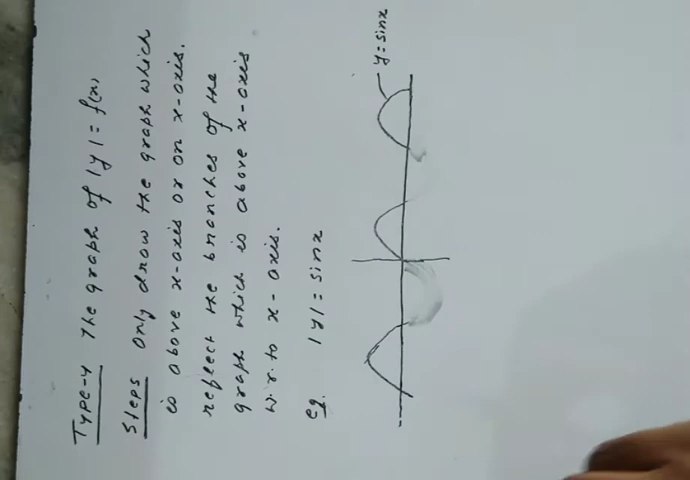 Type-4 The graph of |y| = f(x)
Steps only draw the graph which
is above x-axis or on x-axis.
reflect the branches of the
graph which is above x-axis
w.r.to x-axis.
eg. |y| = sinx
y = sinx